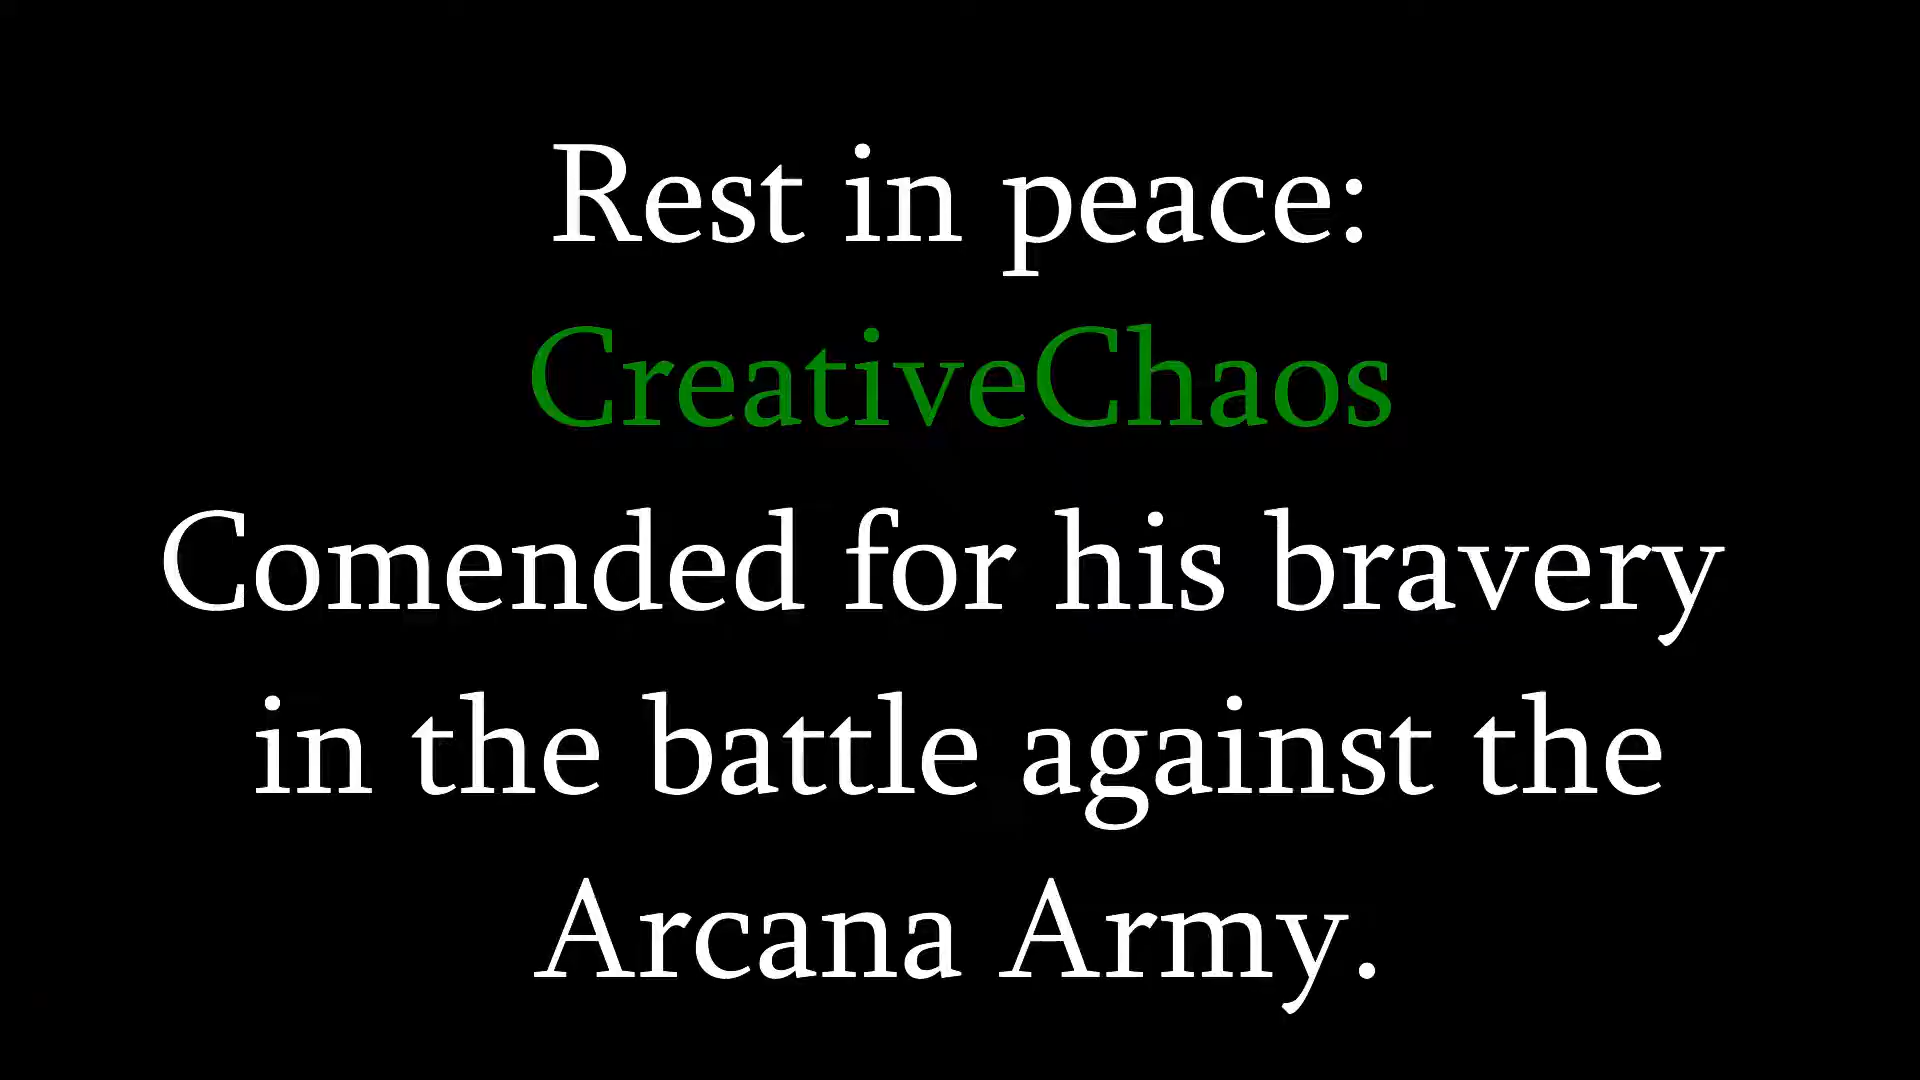 Rest in peace:
CreativeChaos
Comended for his bravery
in the battle against the
Arcana Army.